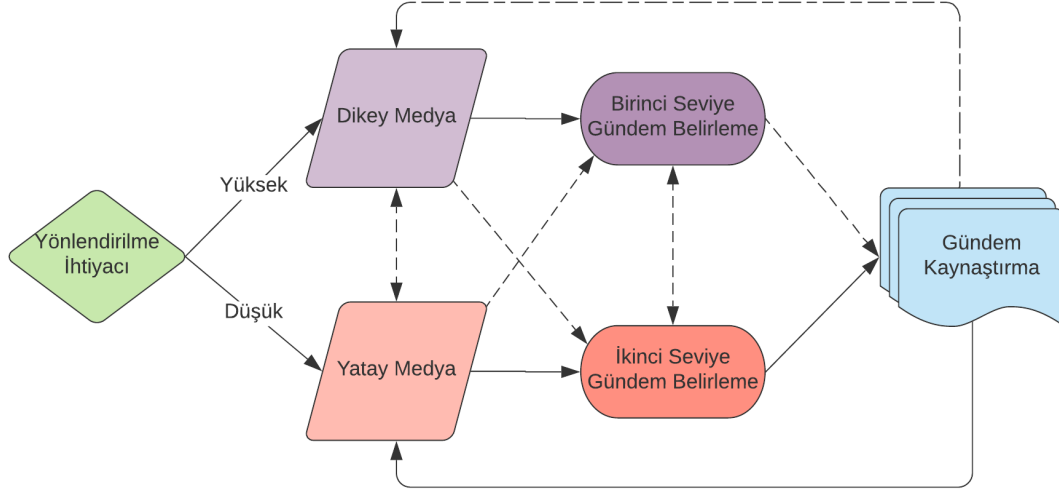 Dikey Medya
Birinci Seviye
Gündem Belirleme
Yüksek
Yönlendirilme
İhtiyacı
Gündem
Kaynaştırma
Düşük
Yatay Medya
İkinci Seviye
Gündem Belirleme